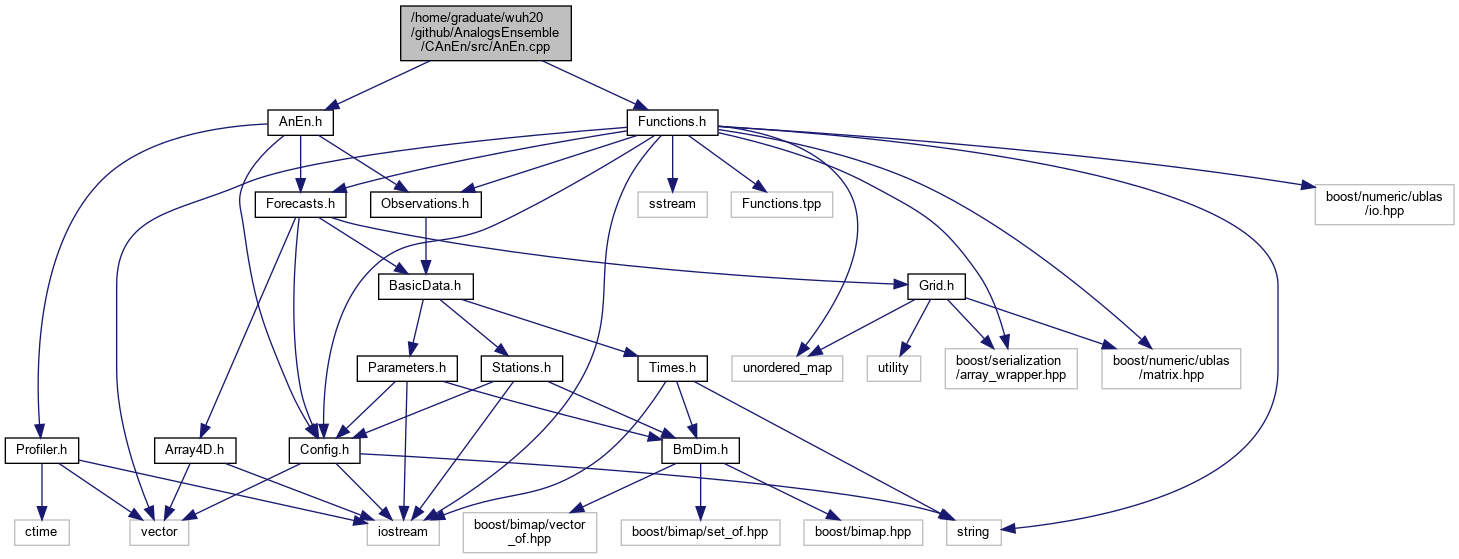 /home/graduate/wuh20
/github/AnalogsEnsemble
/CAnEn/src/AnEn.cpp
AnEn.h
Functions.h
Forecasts.h
Observations.h
sstream
Functions.tpp
boost/numeric/ublas
/io.hpp
BasicData.h
Grid.h
Parameters.h
Stations.h
Times.h
unordered_map
utility
boost/serialization
/array_wrapper.hpp
boost/numeric/ublas
/matrix.hpp
Profiler.h
Array4D.h
Config.h
BmDim.h
ctime
vector
iostream
boost/bimap/vector
_of.hpp
boost/bimap/set_of.hpp
boost/bimap.hpp
string